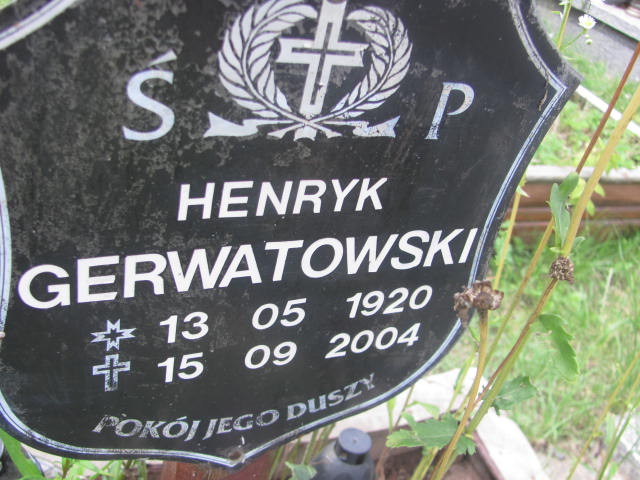 Ś P
HENRYK
GERWATOWSKI
13 05 1920
15 09 2004
POKÓJ JEGO DUSZY